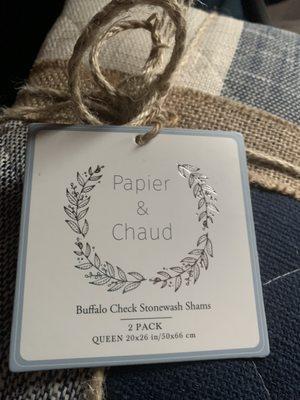 Papier
&
Chaud
Buffalo Check Stonewash Shams
2 PACK
QUEEN 20x26 in/50x66 cm